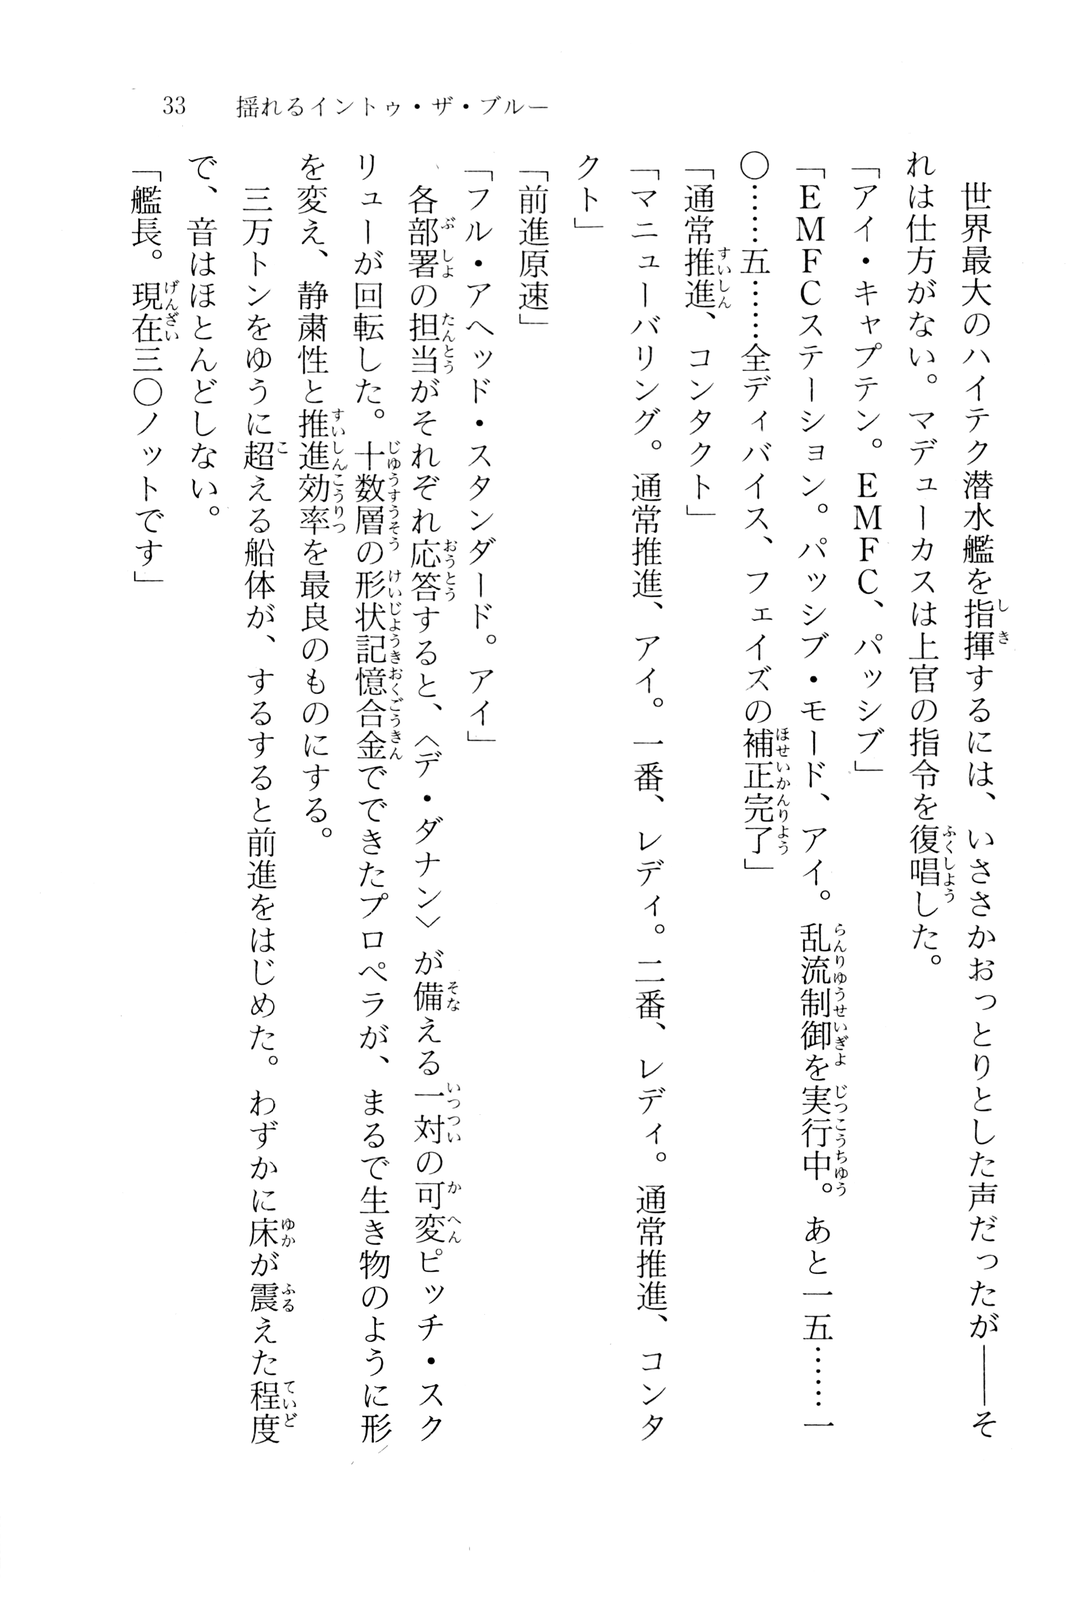 33　揺れるイントゥ・ザ・ブルー
　世界最大のハイテク潜水艦を指揮するには、いささかおっとりとした声だったが――そ
れは仕方がない。マデューカスは上官の指令を復唱した。
「アイ・キャプテン。ＥＭＦＣ、パッシブ」
「ＥＭＦＣステーション。パッシブ・モード、アイ。乱流制御を実行中。あと一五……一
〇……五……全ディバイス、フェイズの補正完了」
「通常推進、コンタクト」
「マニューバリング。通常推進、アイ。一番、レディ。二番、レディ。通常推進、コンタ
クト」
「前進原速」
「フル・アヘッド・スタンダード。アイ」
　各部署の担当がそれぞれ応答すると、〈デ・ダナン〉が備える一対の可変ピッチ・スク
リューが回転した。十数層の形状記憶合金でできたプロペラが、まるで生き物のように形
を変え、静粛性と推進効率を最良のものにする。
　三万トンをゆうに超える船体が、するすると前進をはじめた。わずかに床が震えた程度
で、音はほとんどしない。
「艦長。現在三〇ノットです」